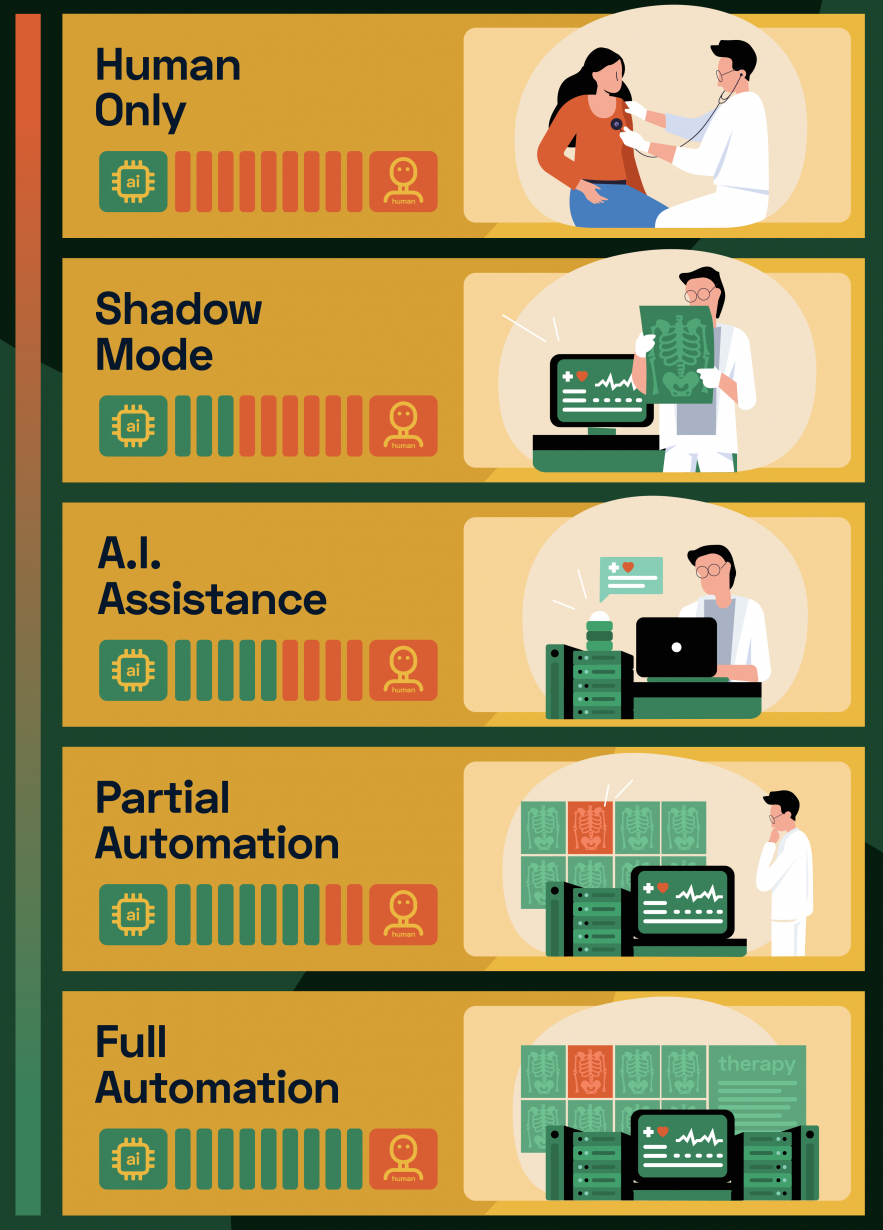 Human
Only
ai
human
Shadow
Mode
ai
human
A.I.
Assistance
ai
human
Partial
Automation
ai
human
Full
Automation
ai
human
therapy